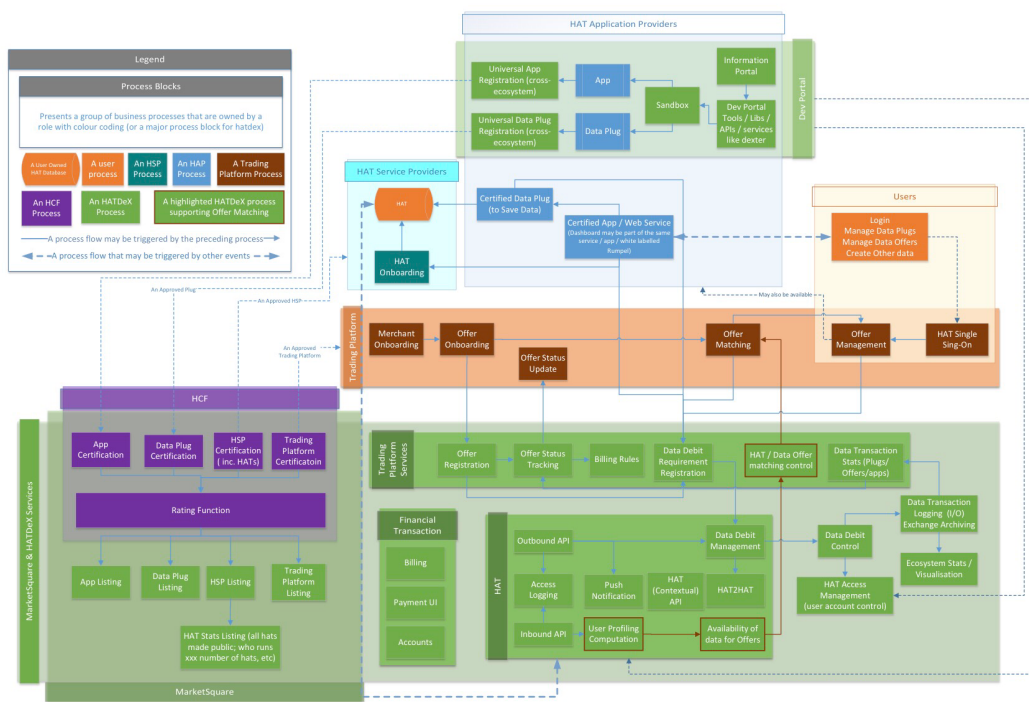 HAT Application Providers
Legend
Process Blocks
Presents a group of business processes that are owned by a
role with colour coding (or a major process block for hatdex)
A User Owned
HAT Database
A user
process
An HSP
Process
An HAP
Process
A Trading
Platform Process
An HCF
Process
An HATDeX
Process
A highlighted HATDeX process
supporting Offer Matching
A process flow may be triggered by the preceding process
A process flow that may be triggered by other events
Universal App
Registration (cross-
ecosystem)
App
Information
Portal
Sandbox
Universal Data Plug
Registration (cross-
ecosystem)
Data Plug
Dev Portal
Tools / Libs /
APIs / services
like dexter
Dev Portal
HAT Service Providers
HAT
HAT
Onboarding
Certified Data Plug
(to Save Data)
Certified App / Web Service
(Dashboard may be part of the same
service / app / white labelled
Rumpel)
Users
Login
Manage Data Plugs
Manage Data Offers
Create Other data
An Approved Plug
An Approved HSP
An Approved
Trading Platform
May also be available
Trading Platform
Merchant
Onboarding
Offer
Onboarding
Offer Status
Update
Offer
Matching
Offer
Management
HAT Single
Sing-On
HCF
App
Certification
Data Plug
Certification
HSP
Certification
( inc. HATs)
Trading
Platform
Certificatoin
Rating Function
MarketSquare & HATDeX Services
App Listing
Data Plug
Listing
HSP Listing
Trading
Platform
Listing
HAT Stats Listing (all hats
made public; who runs
xxx number of hats, etc)
MarketSquare
Trading
Platform
Services
Offer
Registration
Offer Status
Tracking
Billing Rules
Data Debit
Requirement
Registration
HAT / Data Offer
matching control
Data Transaction
Stats (Plugs/
Offers/apps)
Financial
Transaction
Billing
Payment UI
Accounts
HAT
Outbound API
Access
Logging
Inbound API
Push
Notification
User Profiling
Computation
HAT
(Contextual)
API
Data Debit
Management
HAT2HAT
Availability of
data for Offers
Data Debit
Control
Data Transaction
Logging (I/O)
Exchange Archiving
Ecosystem Stats /
Visualisation
HAT Access
Management
(user account control)